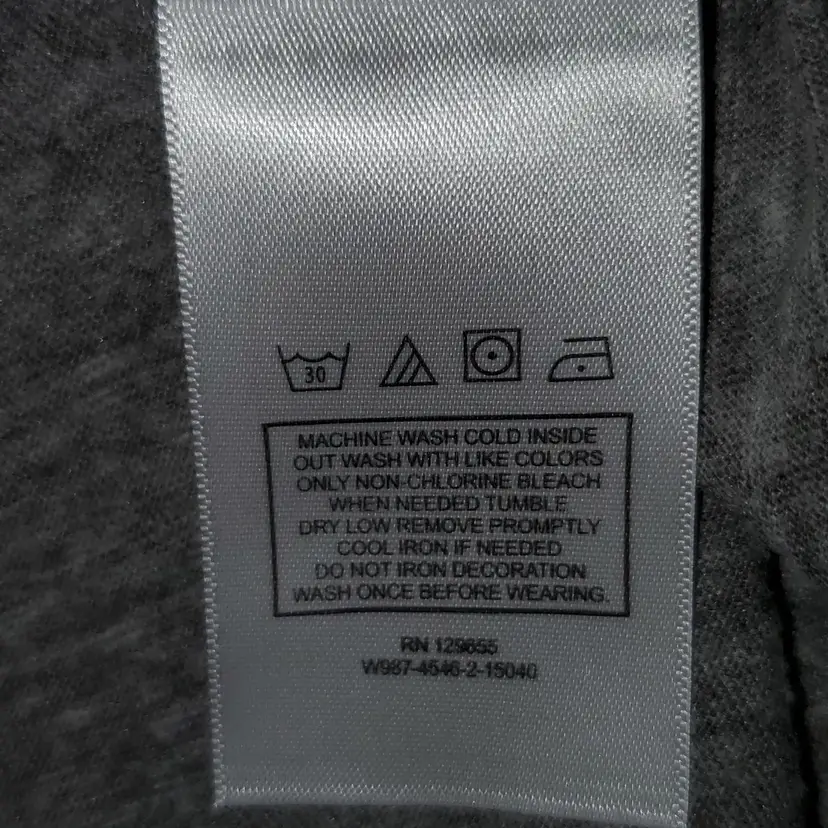 30
MACHINE WASH COLD INSIDE
OUT WASH WITH LIKE COLORS
ONLY NON-CHLORINE BLEACH
WHEN NEEDED TUMBLE
DRY LOW REMOVE PROMPTLY
COOL IRON IF NEEDED
DO NOT IRON DECORATION
WASH ONCE BEFORE WEARING.
RN 129655
W987-4546-2-15040